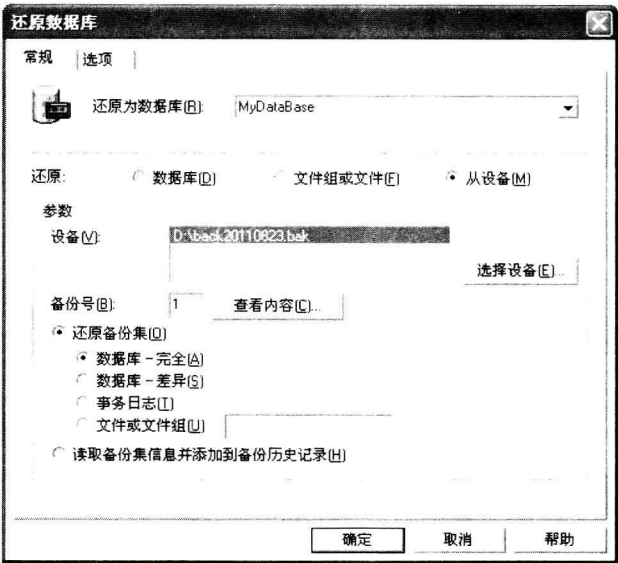 还原数据库
常规 选项
还原为数据库(R): MyDataBase
还原: 数据库(D) 文件组或文件(F) 从设备(M)
参数
设备(V): D:\back20110823.bak
选择设备(E)...
备份号(B): 1 查看内容(C)...
还原备份集(O)
数据库－完全(A)
数据库－差异(S)
事务日志(T)
文件或文件组(U)
读取备份集信息并添加到备份历史记录(H)
确定 取消 帮助